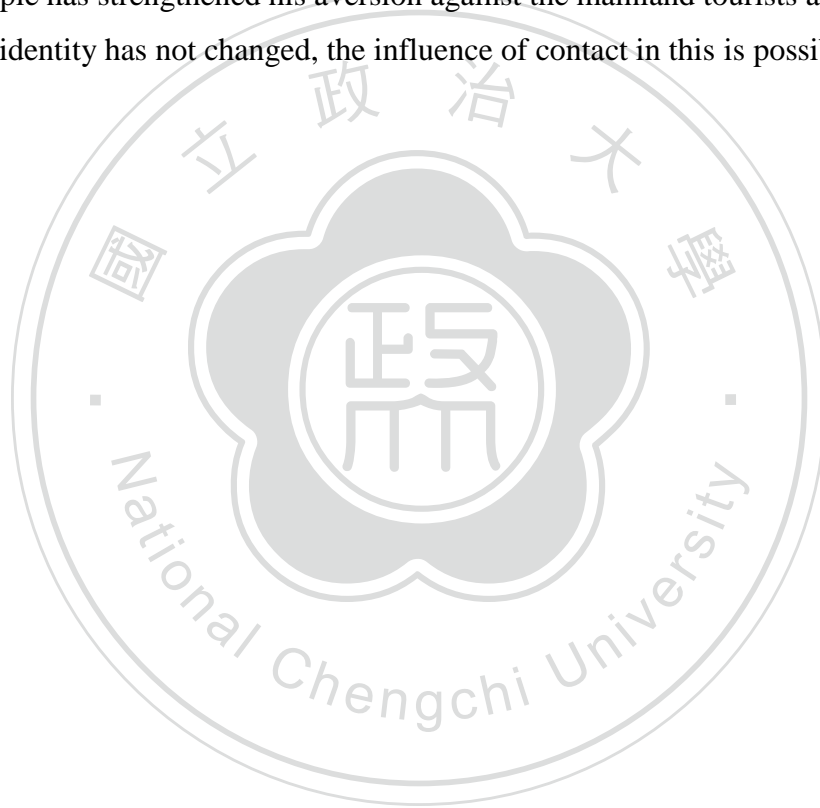 ple has strengthened his aversion against the mainland tourists a
identity has not changed, the influence of contact in this is possi
國立政治大學
政
National Chengchi University